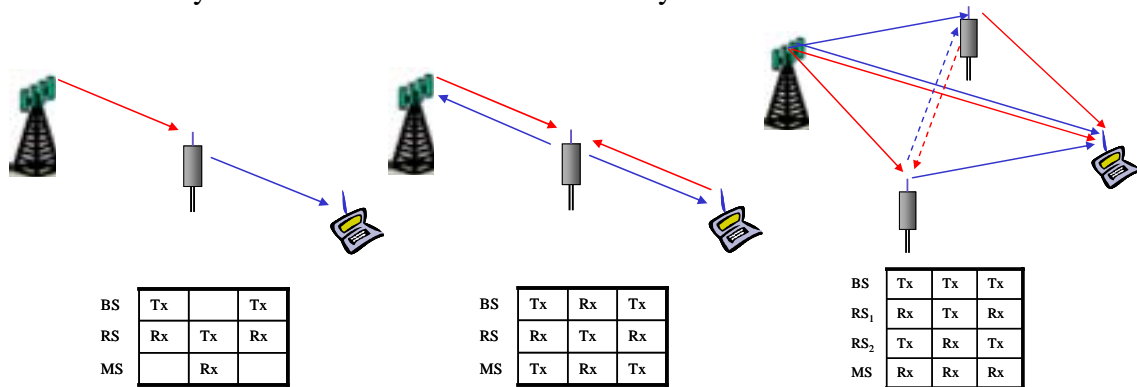 BS Tx Tx
RS Rx Tx Rx
MS Rx
BS Tx Rx Tx
RS Rx Tx Rx
MS Tx Rx Tx
BS Tx Tx Tx
RS₁ Rx Tx Rx
RS₂ Tx Rx Tx
MS Rx Rx Rx